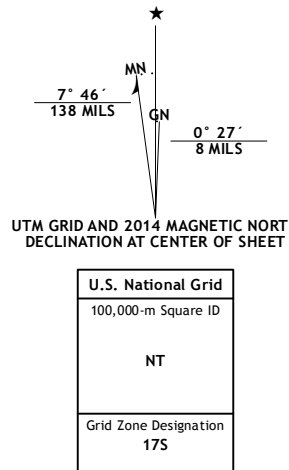 ★
MN
7° 46´
138 MILS
GN
0° 27´
8 MILS
UTM GRID AND 2014 MAGNETIC NORT
DECLINATION AT CENTER OF SHEET
U.S. National Grid
100,000-m Square ID
NT
Grid Zone Designation
17S